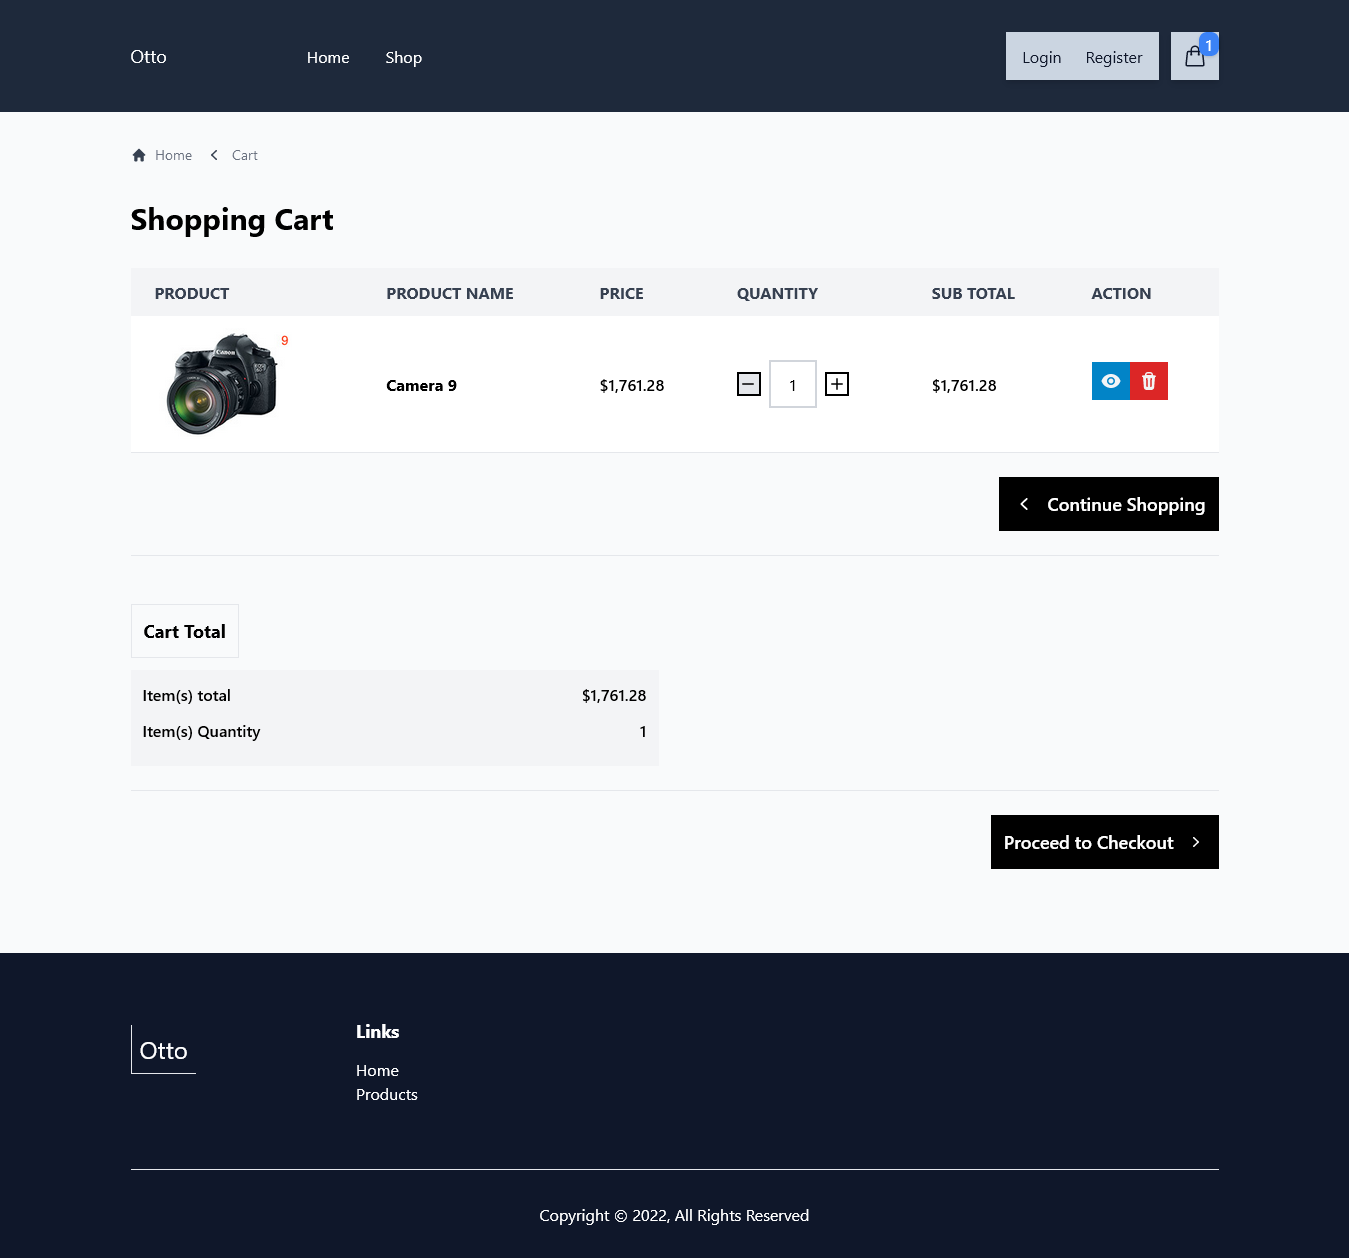 Otto
Home
Shop
Login
Register
1
Home
Cart
Shopping Cart
PRODUCT PRODUCT NAME PRICE QUANTITY SUB TOTAL ACTION
9
Canon
Camera 9 $1,761.28 1 $1,761.28
Continue Shopping
Cart Total
Item(s) total $1,761.28
Item(s) Quantity 1
Proceed to Checkout
Otto
Links
Home
Products
Copyright © 2022, All Rights Reserved